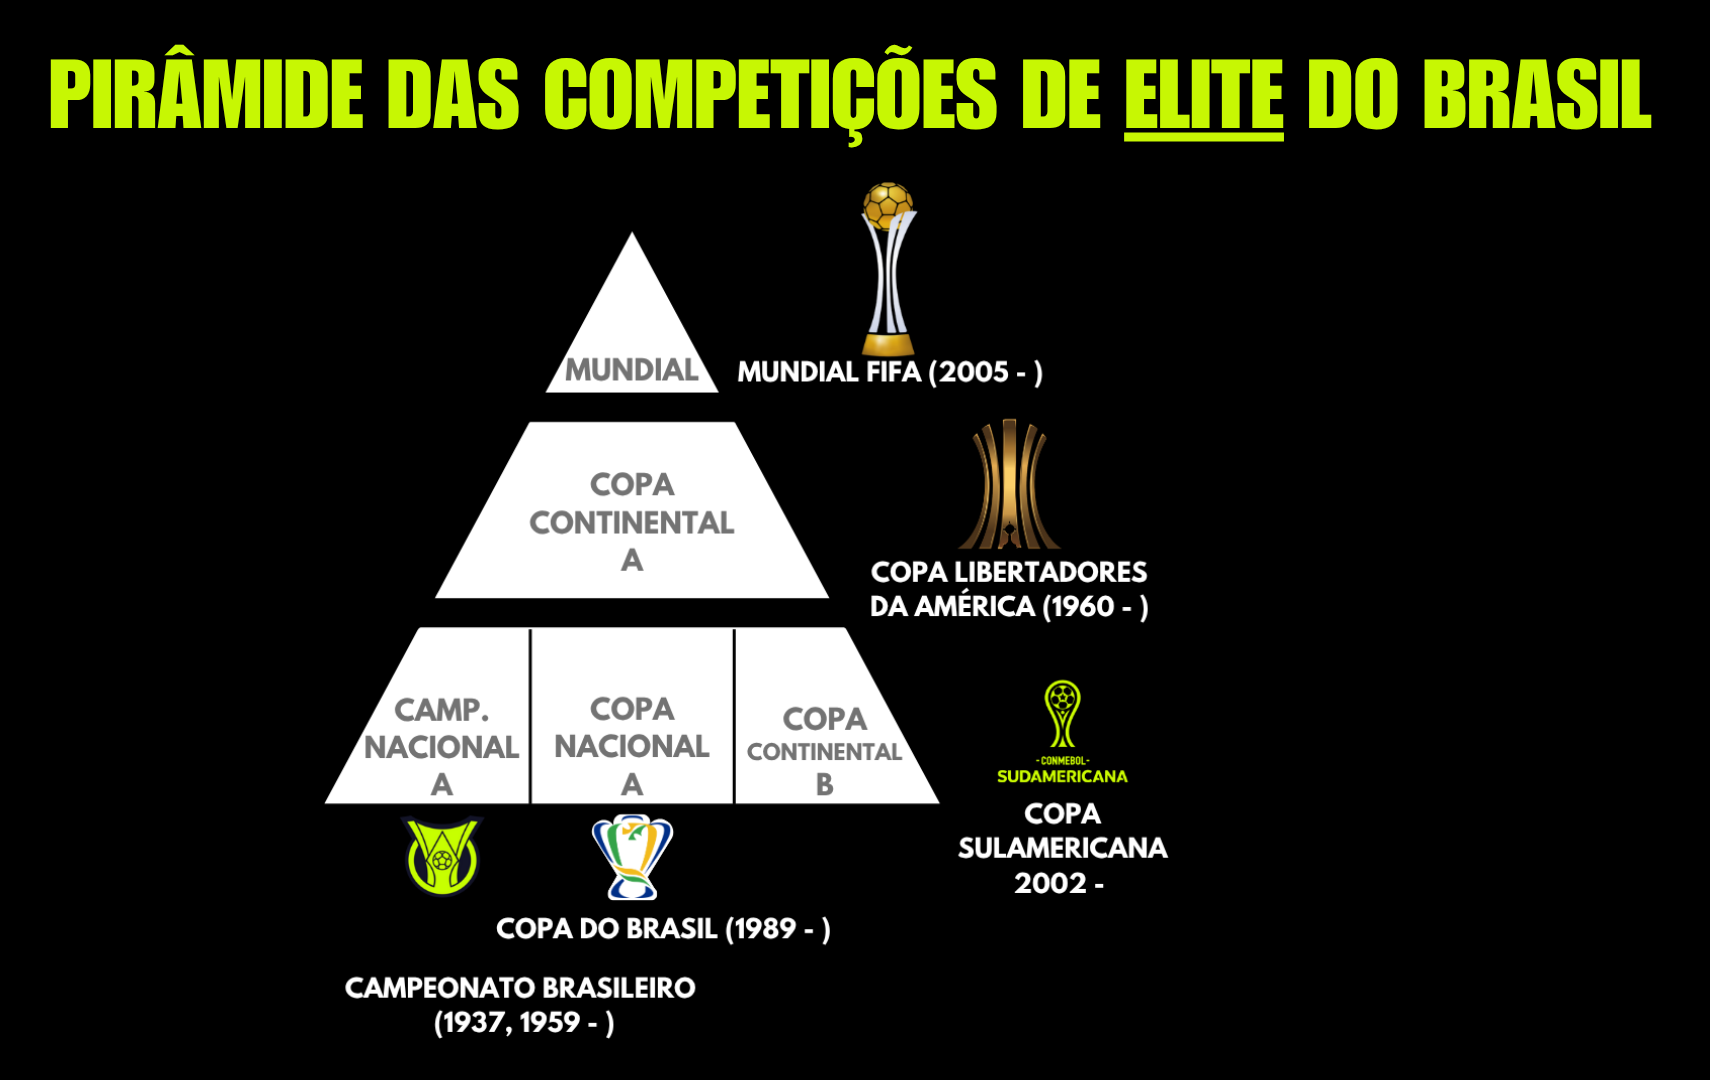 PIRÂMIDE DAS COMPETIÇÕES DE ELITE DO BRASIL
MUNDIAL
MUNDIAL FIFA (2005 - )
COPA
CONTINENTAL
A
COPA LIBERTADORES
DA AMÉRICA (1960 - )
CAMP.
NACIONAL
A
COPA
NACIONAL
A
COPA
CONTINENTAL
B
- CONMEBOL -
SUDAMERICANA
COPA
SULAMERICANA
2002 -
COPA DO BRASIL (1989 - )
CAMPEONATO BRASILEIRO
(1937, 1959 - )